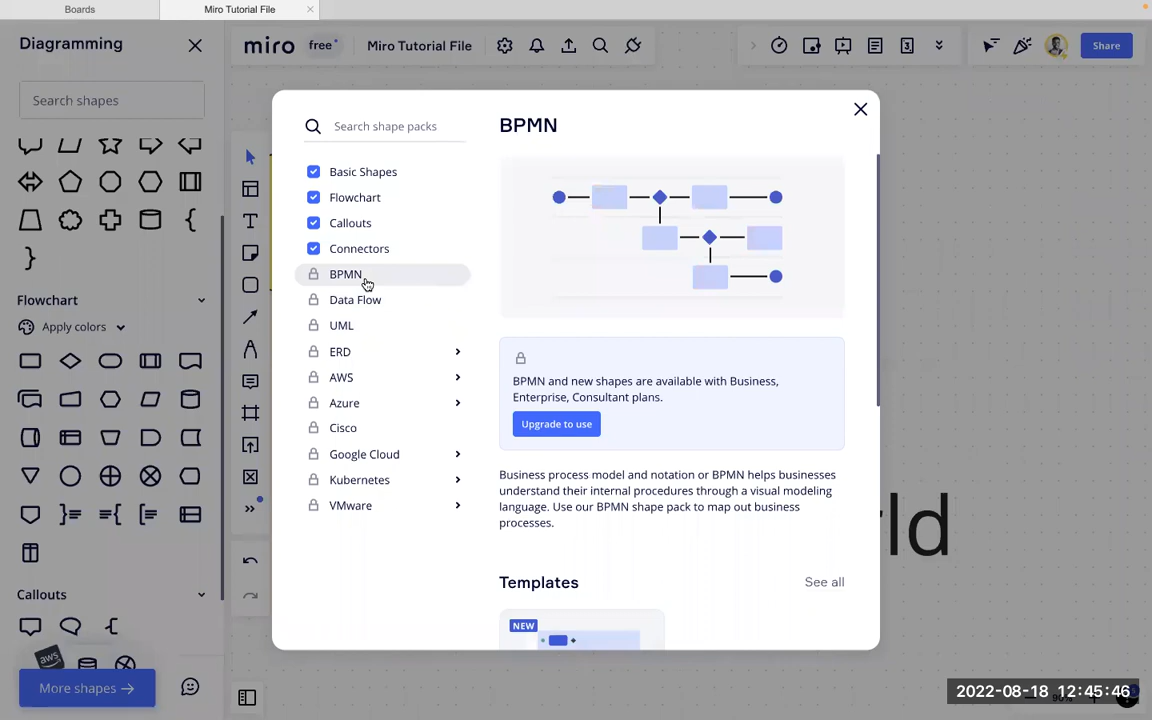 Boards
Miro Tutorial File
Diagramming
miro
free
Miro Tutorial File
3
Share
Search shapes
Search shape packs
BPMN
Basic Shapes
Flowchart
Callouts
Connectors
BPMN
Data Flow
UML
ERD
AWS
Azure
Cisco
Google Cloud
Kubernetes
VMware
BPMN and new shapes are available with Business,
Enterprise, Consultant plans.
Upgrade to use
Business process model and notation or BPMN helps businesses
understand their internal procedures through a visual modeling
language. Use our BPMN shape pack to map out business
processes.
Templates
See all
NEW
Flowchart
Apply colors
Callouts
aws
More shapes
rld
2022-08-18 12:45:46